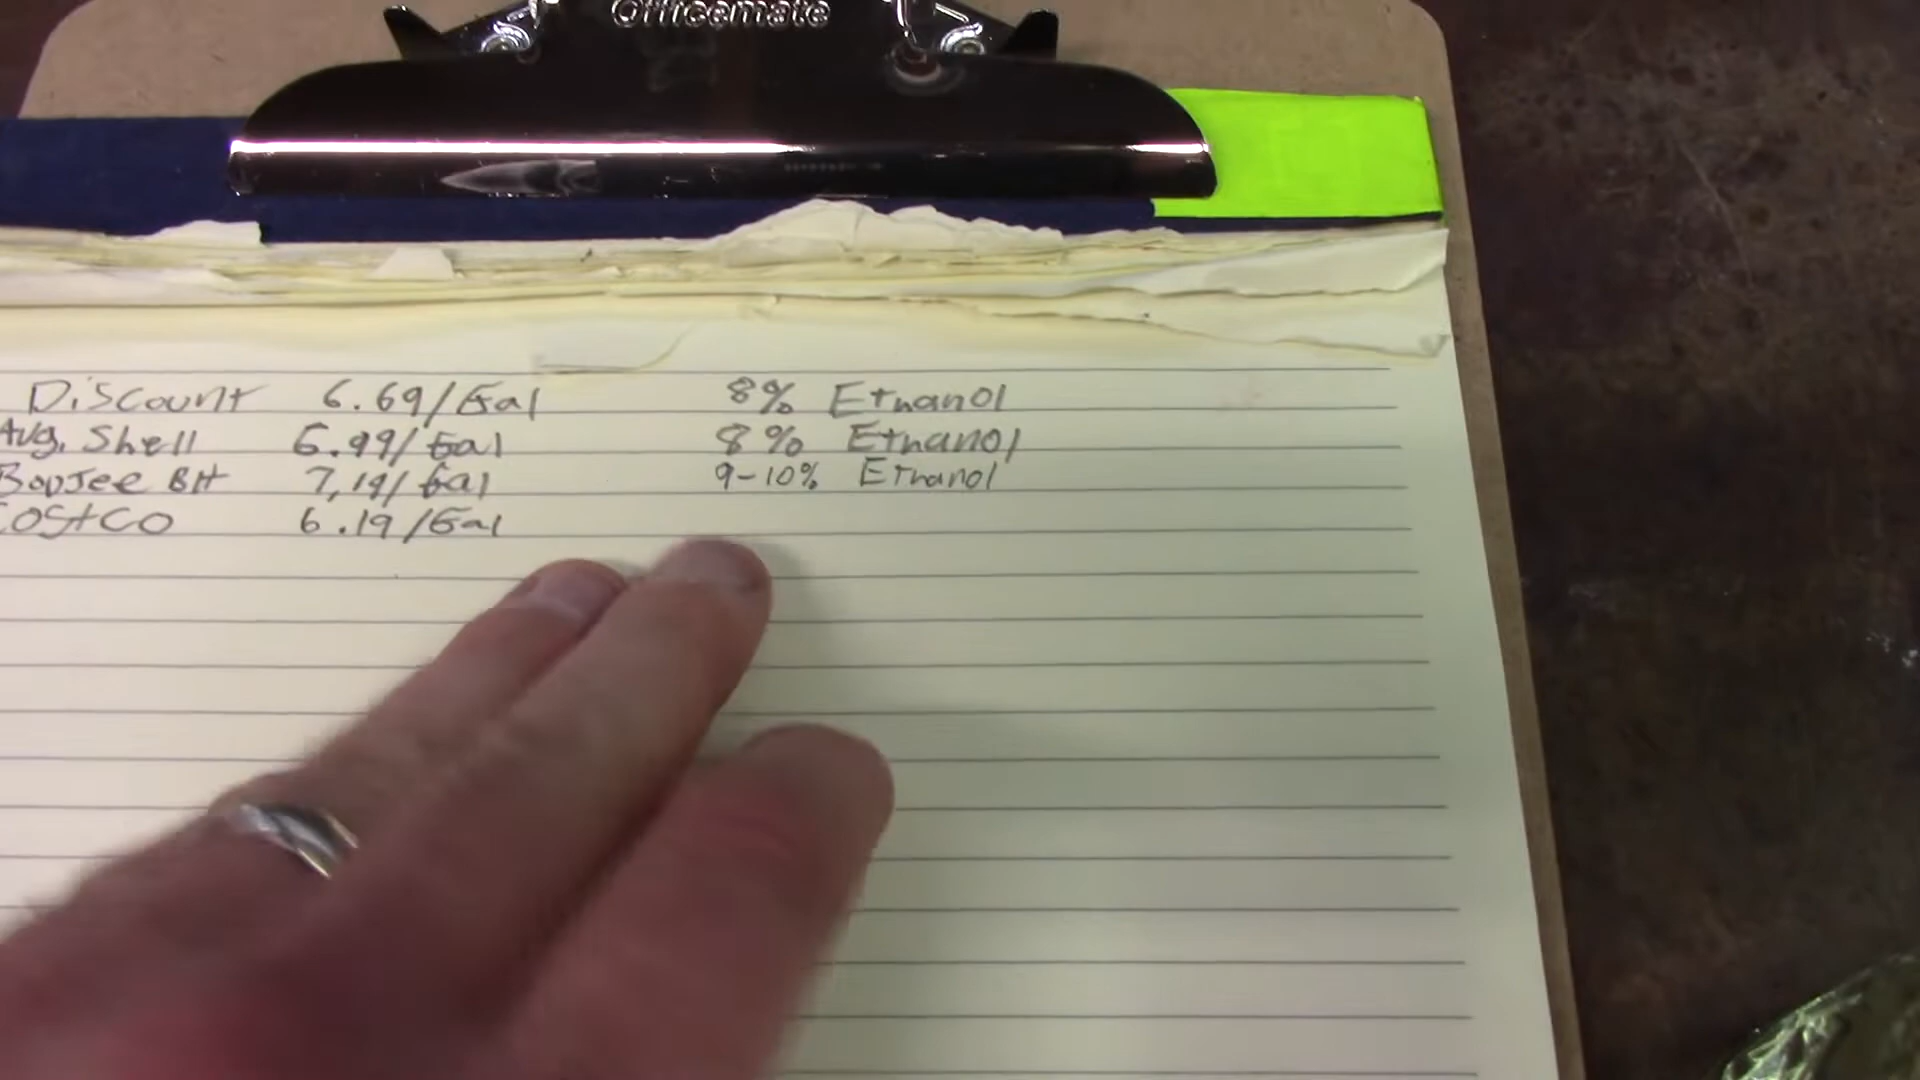 Officemate
Discount 6.69/Gal 8% Ethanol
Avg. Shell 6.99/Gal 8% Ethanol
Boujee BH 7,19/Gal 9-10% Ethanol
Costco 6.19/Gal